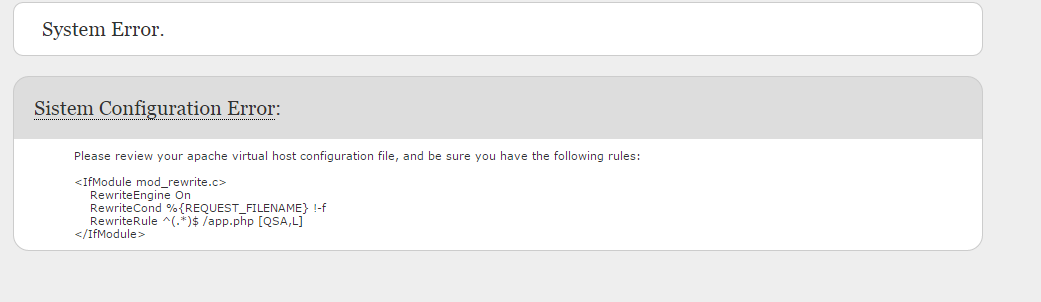 System Error.
Sistem Configuration Error:
Please review your apache virtual host configuration file, and be sure you have the following rules:
<IfModule mod_rewrite.c>
RewriteEngine On
RewriteCond %{REQUEST_FILENAME} !-f
RewriteRule ^(.*)$ /app.php [QSA,L]
</IfModule>